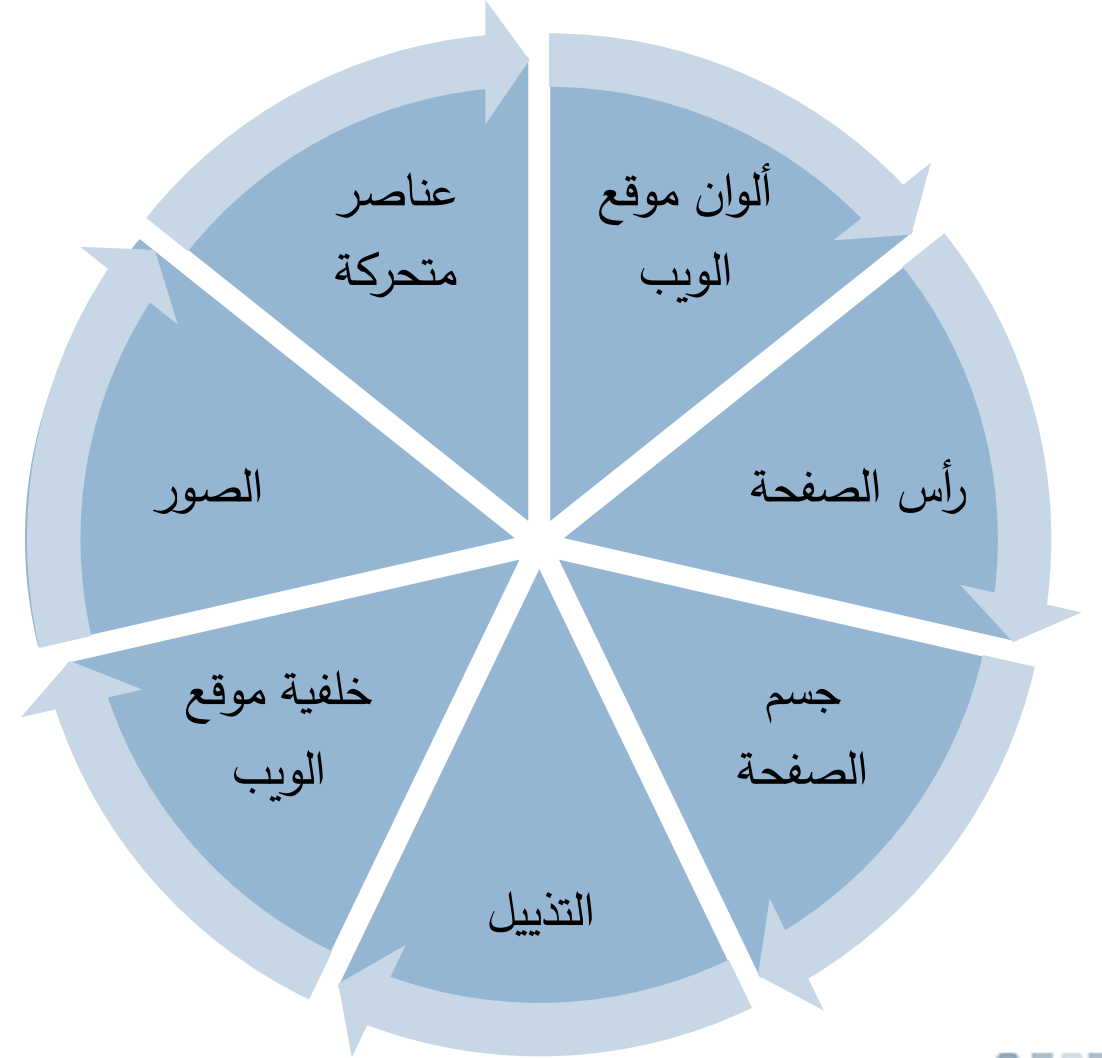 ألوان موقع
الويب
رأس الصفحة
جسم
الصفحة
التذييل
خلفية موقع
الويب
الصور
عناصر
متحركة